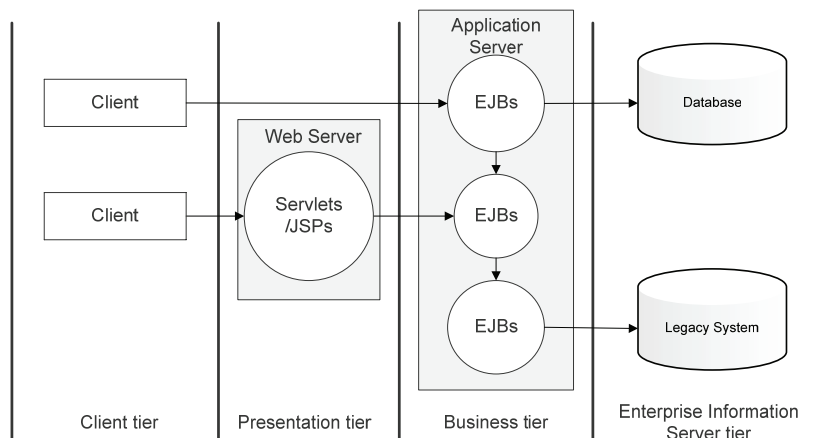 Application
Server
Client
EJBs
Database
Web Server
Client
Servlets
/JSPs
EJBs
EJBs
Legacy System
Client tier
Presentation tier
Business tier
Enterprise Information
Server tier